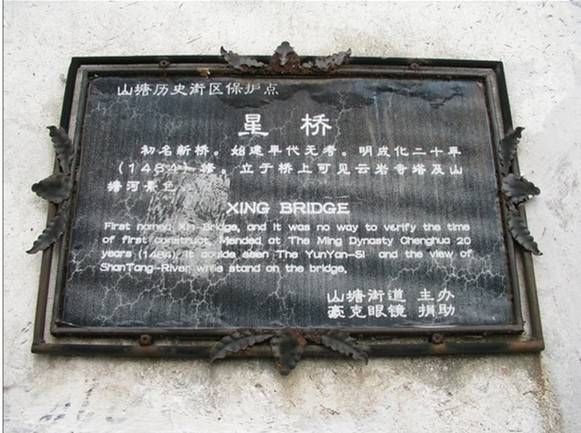 山塘历史街区保护点
星 桥
初名新桥。始建年代无考。明成化二十年
(1484) 修。立于桥上可见云岩寺塔及山
塘河景色
XING BRIDGE
First named Xin Bridge, and it was no way to verify the time
of first construct. Mended at The Ming Dynasty Chenghua 20
years (1484). It coulde seen The YunYan-Si and the view of
ShanTang-River while stand on the bridge.
山塘街道 主办
豪克眼镜 捐助